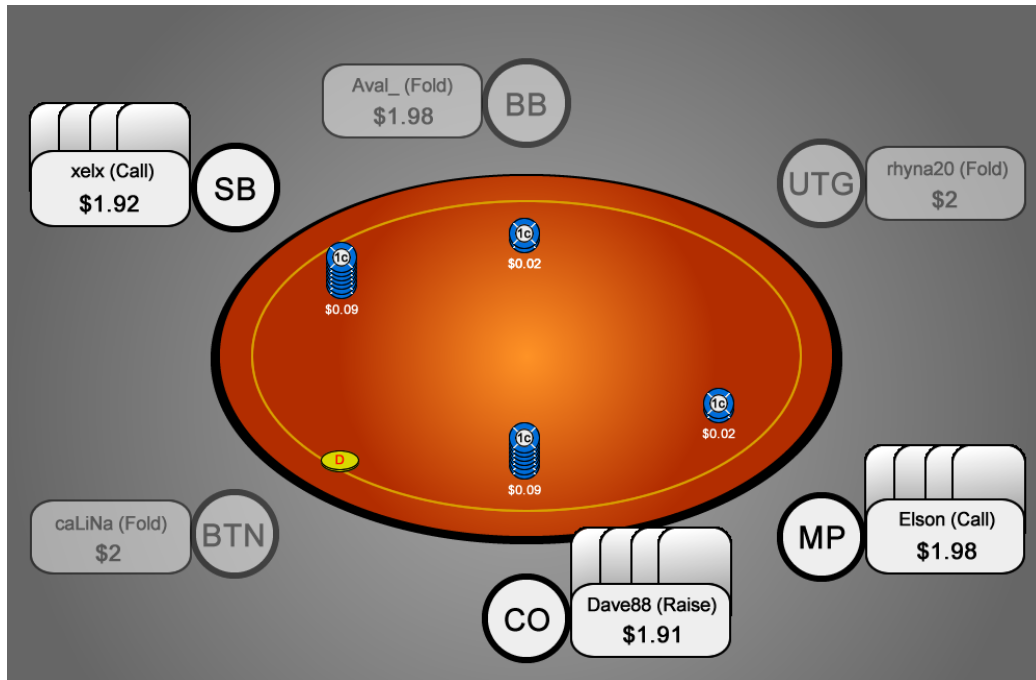 Aval_ (Fold)
$1.98
BB
xelx (Call)
$1.92
SB
UTG
rhyna20 (Fold)
$2
1c
$0.02
1c
$0.09
1c
$0.02
1c
$0.09
D
caLiNa (Fold)
$2
BTN
MP
Elson (Call)
$1.98
CO
Dave88 (Raise)
$1.91